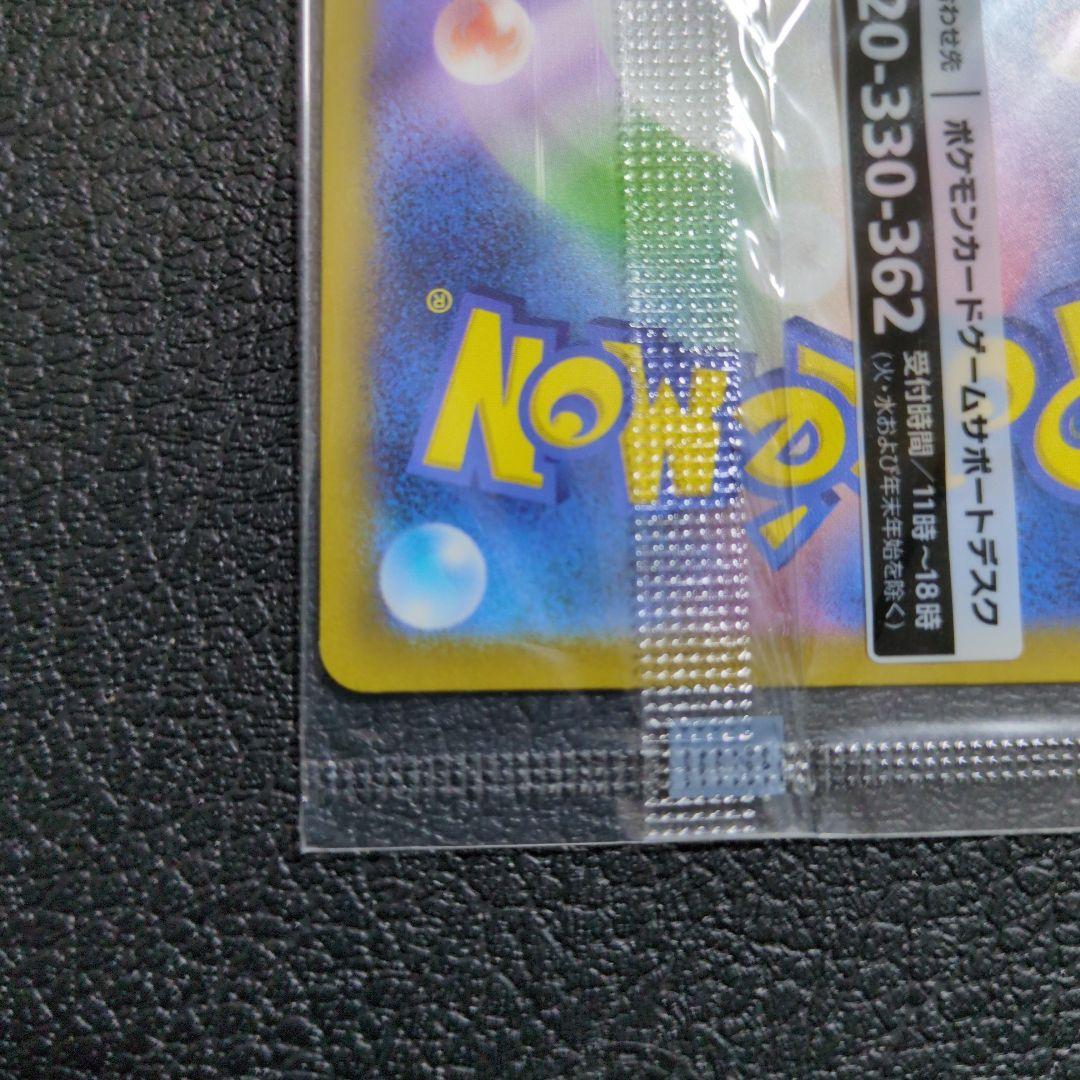 わせ先 | ポケモンカードゲームサポートデスク
20-330-362 受付時間/11時~18時
(火・水および年末年始を除く)
Pokémon®